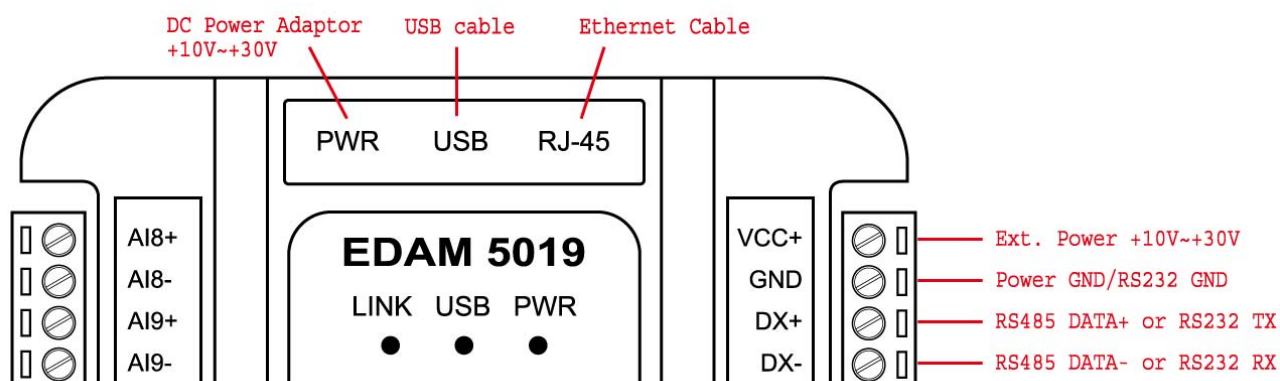 DC Power Adaptor
+10V~+30V
USB cable
Ethernet Cable
PWR USB RJ-45
AI8+
AI8-
AI9+
AI9-
EDAM 5019
LINK USB PWR
VCC+
GND
DX+
DX-
Ext. Power +10V~+30V
Power GND/RS232 GND
RS485 DATA+ or RS232 TX
RS485 DATA- or RS232 RX